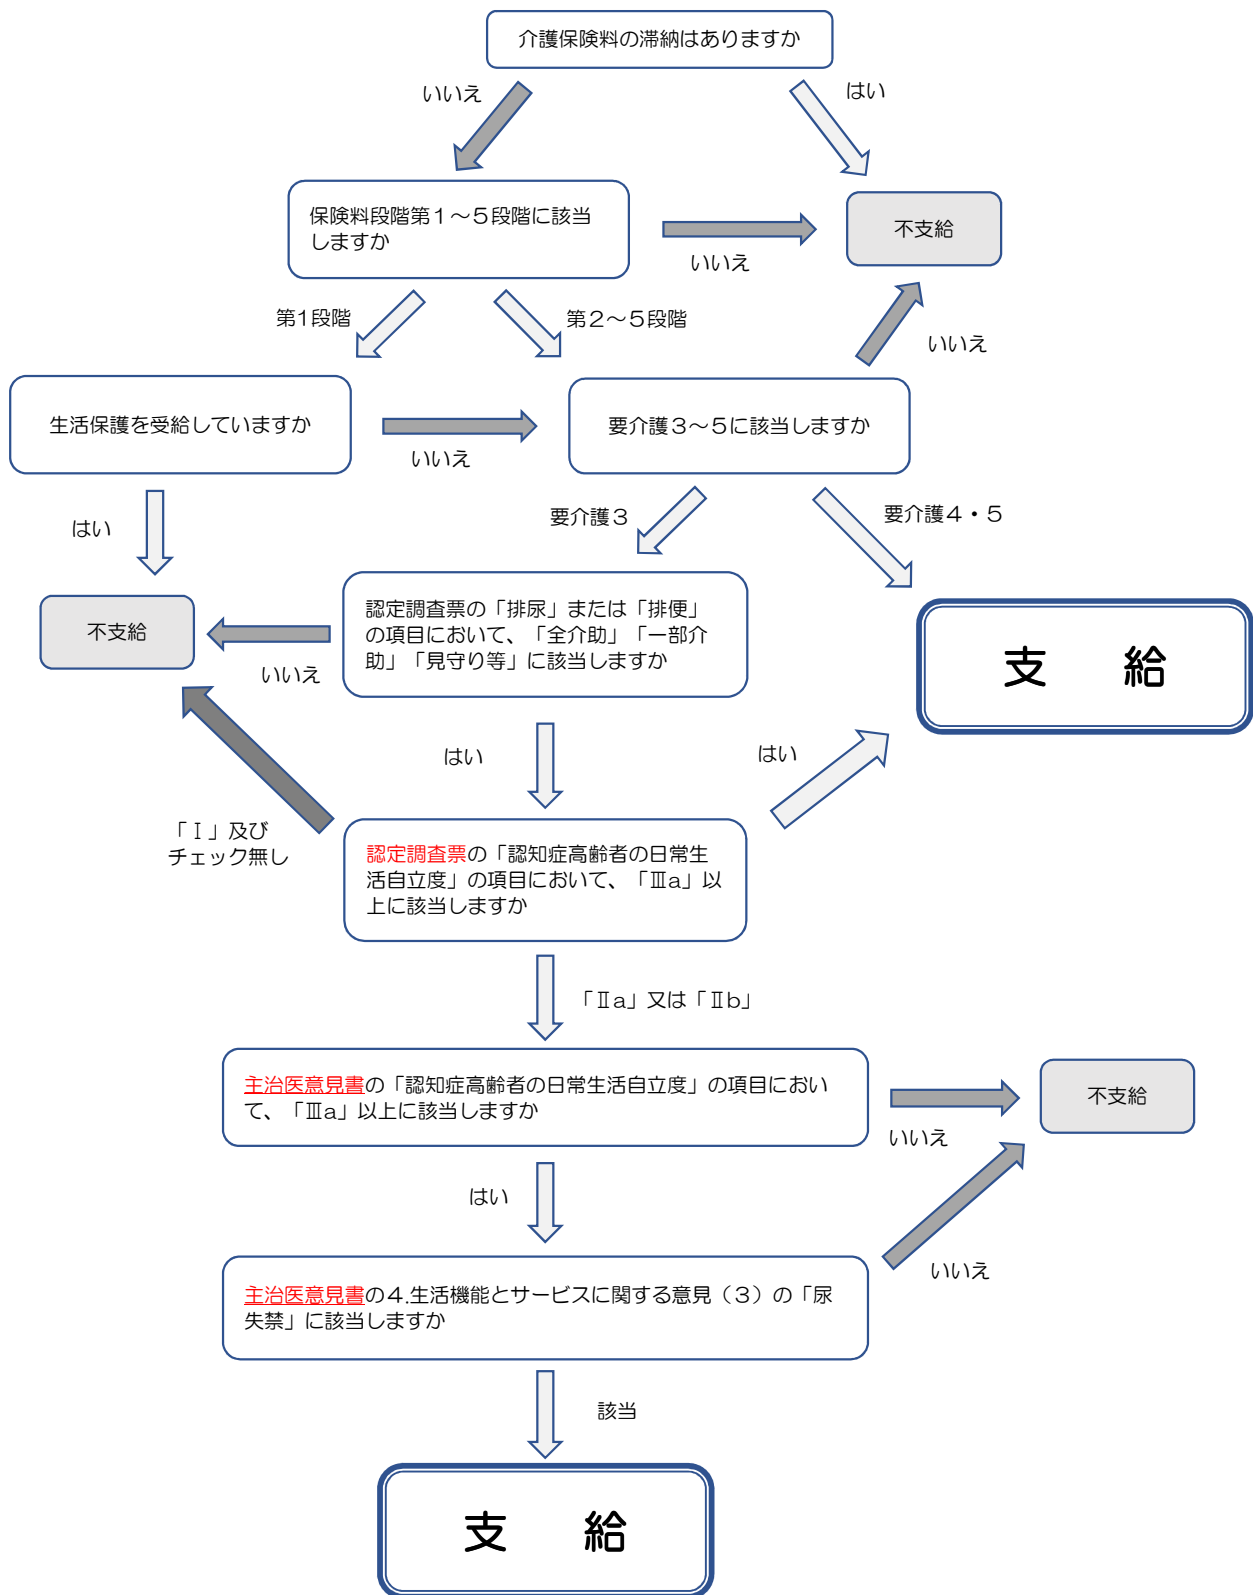 介護保険料の滞納はありますか
いいえ
はい
保険料段階第１～５段階に該当
しますか
いいえ
不支給
第1段階
第２～５段階
いいえ
生活保護を受給していますか
いいえ
要介護３～５に該当しますか
はい
要介護３
要介護４・５
不支給
いいえ
認定調査票の「排尿」または「排便」
の項目において、「全介助」「一部介
助」「見守り等」に該当しますか
支　給
はい
はい
「Ⅰ」及び
チェック無し
認定調査票の「認知症高齢者の日常生
活自立度」の項目において、「Ⅲa」以
上に該当しますか
「Ⅱa」又は「Ⅱb」
主治医意見書の「認知症高齢者の日常生活自立度」の項目におい
て、「Ⅲa」以上に該当しますか
いいえ
不支給
はい
いいえ
主治医意見書の４.生活機能とサービスに関する意見（３）の「尿
失禁」に該当しますか
該当
支　給